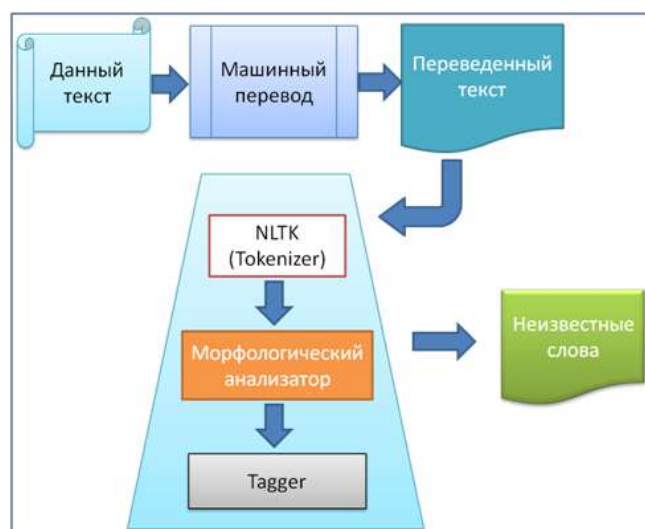 Данный
текст
Машинный
перевод
Переведенный
текст
NLTK
(Tokenizer)
Морфологический
анализатор
Tagger
Неизвестные
слова